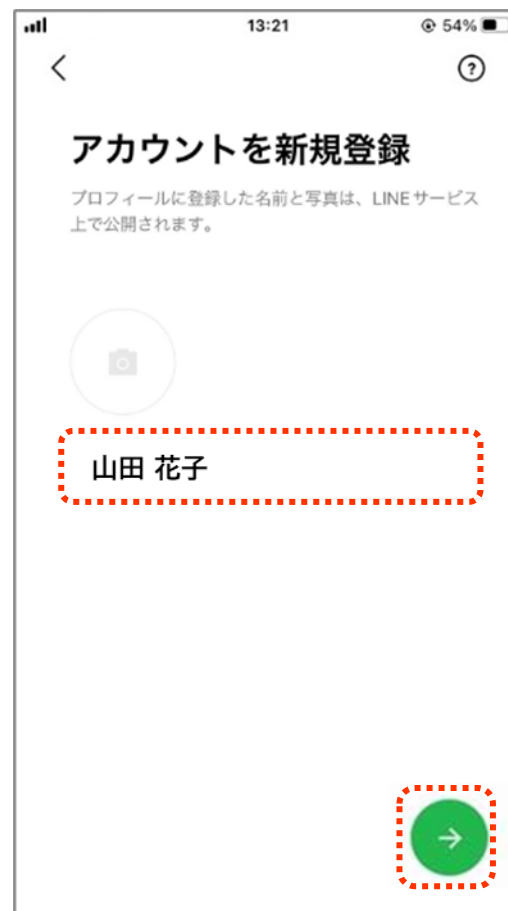 13:21
54%
アカウントを新規登録
プロフィールに登録した名前と写真は、LINEサービス
上で公開されます。
山田 花子